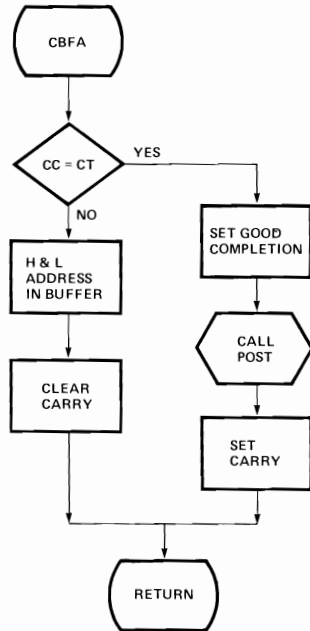 CBFA
CC = CT
YES
NO
H & L
ADDRESS
IN BUFFER
CLEAR
CARRY
SET GOOD
COMPLETION
CALL
POST
SET
CARRY
RETURN